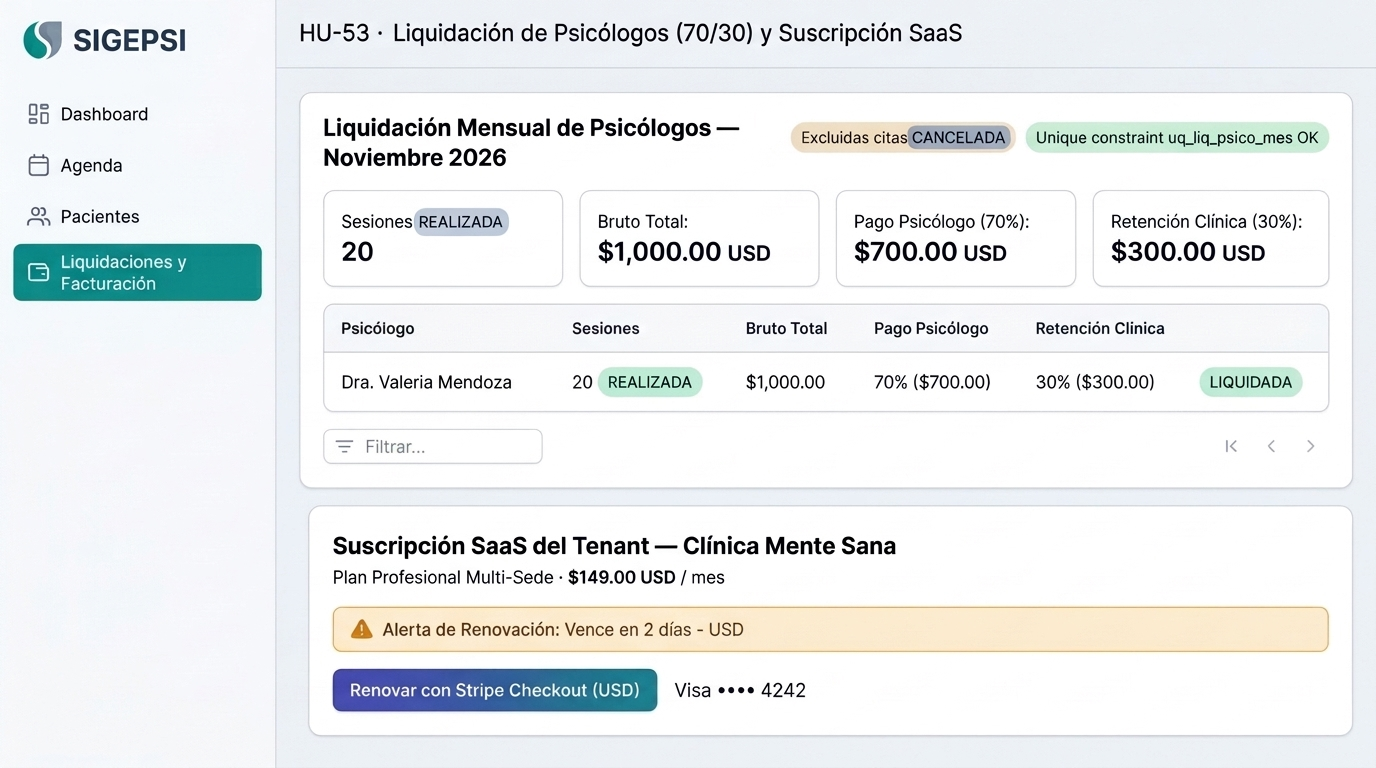 SIGEPSI
HU-53 · Liquidación de Psicólogos (70/30) y Suscripción SaaS
Dashboard
Agenda
Pacientes
Liquidaciones y
Facturación
Liquidación Mensual de Psicólogos —
Noviembre 2026
Excluidas citas CANCELADA
Unique constraint uq_liq_psico_mes OK
Sesiones REALIZADA
20
Bruto Total:
$1,000.00 USD
Pago Psicólogo (70%):
$700.00 USD
Retención Clínica (30%):
$300.00 USD
Psicólogo Sesiones Bruto Total Pago Psicólogo Retención Clinica
Dra. Valeria Mendoza 20 REALIZADA $1,000.00 70% ($700.00) 30% ($300.00) LIQUIDADA
Filtrar...
Suscripción SaaS del Tenant — Clínica Mente Sana
Plan Profesional Multi-Sede · $149.00 USD / mes
Alerta de Renovación: Vence en 2 días - USD
Renovar con Stripe Checkout (USD) Visa •••• 4242